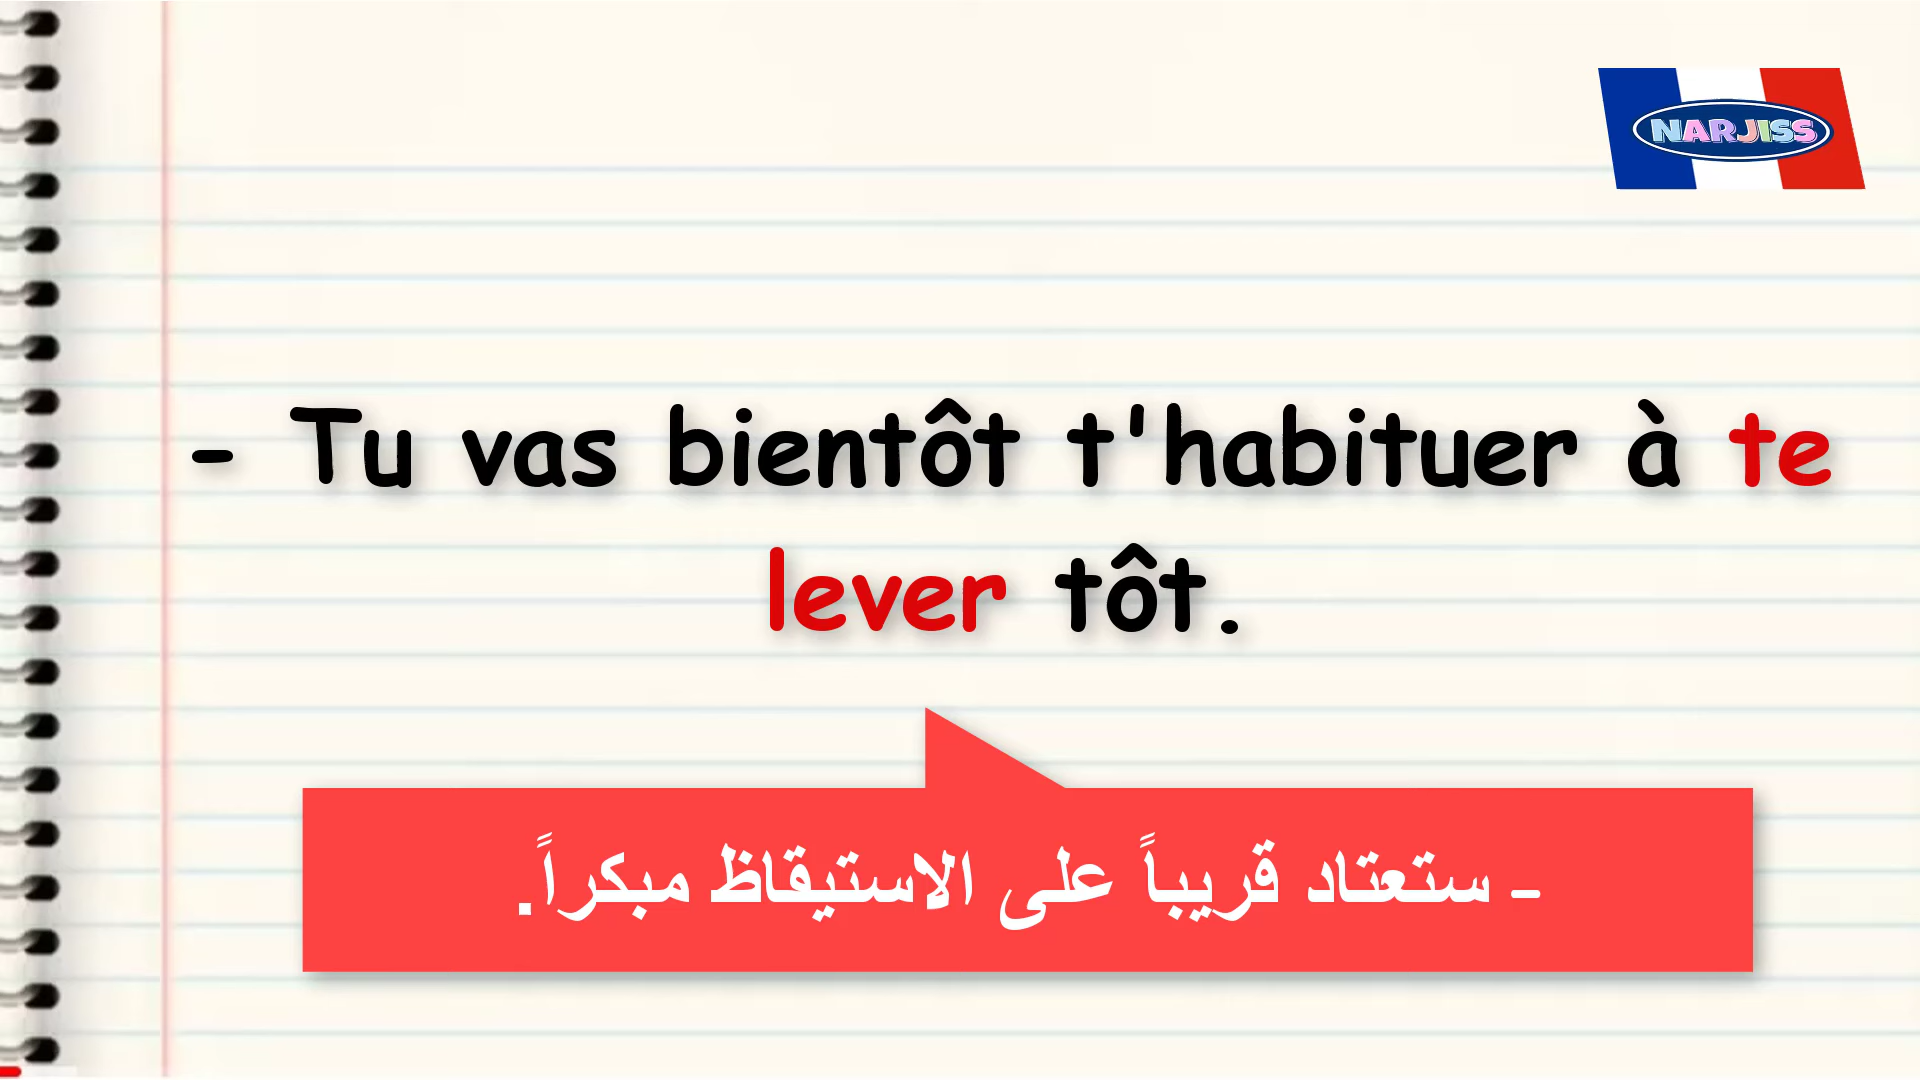 NARJISS
- Tu vas bientôt t'habituer à te
lever tôt.
- ستعتاد قريباً على الاستيقاظ مبكراً.